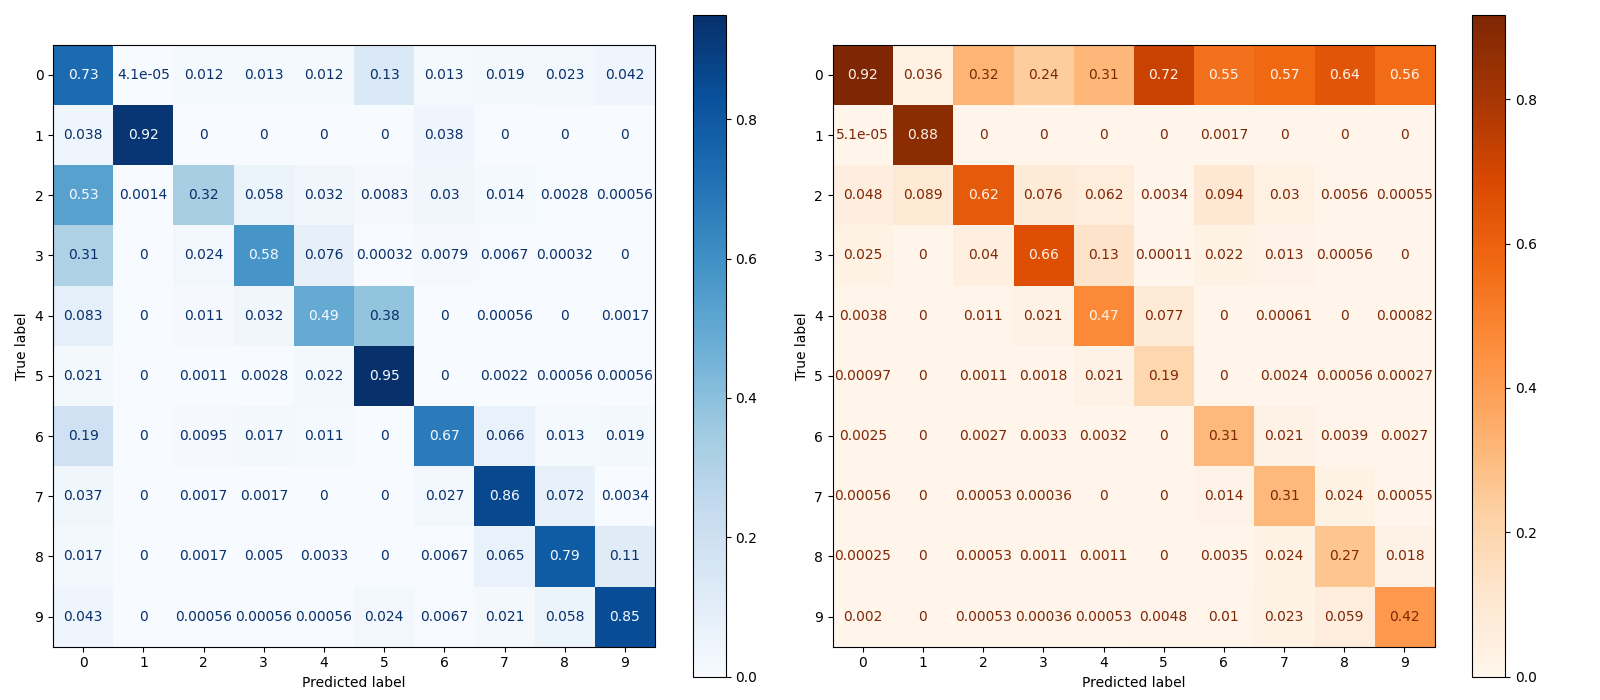 0 0.73 4.1e-05 0.012 0.013 0.012 0.13 0.013 0.019 0.023 0.042
1 0.038 0.92 0 0 0 0 0.038 0 0 0
2 0.53 0.0014 0.32 0.058 0.032 0.0083 0.03 0.014 0.0028 0.00056
3 0.31 0 0.024 0.58 0.076 0.00032 0.0079 0.0067 0.00032 0
4 0.083 0 0.011 0.032 0.49 0.38 0 0.00056 0 0.0017
5 0.021 0 0.0011 0.0028 0.022 0.95 0 0.0022 0.00056 0.00056
6 0.19 0 0.0095 0.017 0.011 0 0.67 0.066 0.013 0.019
7 0.037 0 0.0017 0.0017 0 0 0.027 0.86 0.072 0.0034
8 0.017 0 0.0017 0.005 0.0033 0 0.0067 0.065 0.79 0.11
9 0.043 0 0.00056 0.00056 0.00056 0.024 0.0067 0.021 0.058 0.85
0 1 2 3 4 5 6 7 8 9
Predicted label
True label
0.8
0.6
0.4
0.2
0.0
0 0.92 0.036 0.32 0.24 0.31 0.72 0.55 0.57 0.64 0.56
1 5.1e-05 0.88 0 0 0 0 0.0017 0 0 0
2 0.048 0.089 0.62 0.076 0.062 0.0034 0.094 0.03 0.0056 0.00055
3 0.025 0 0.04 0.66 0.13 0.00011 0.022 0.013 0.00056 0
4 0.0038 0 0.011 0.021 0.47 0.077 0 0.00061 0 0.00082
5 0.00097 0 0.0011 0.0018 0.021 0.19 0 0.0024 0.00056 0.00027
6 0.0025 0 0.0027 0.0033 0.0032 0 0.31 0.021 0.0039 0.0027
7 0.00056 0 0.00053 0.00036 0 0 0.014 0.31 0.024 0.00055
8 0.00025 0 0.00053 0.0011 0.0011 0 0.0035 0.024 0.27 0.018
9 0.002 0 0.00053 0.00036 0.00053 0.0048 0.01 0.023 0.059 0.42
0 1 2 3 4 5 6 7 8 9
Predicted label
True label
0.8
0.6
0.4
0.2
0.0